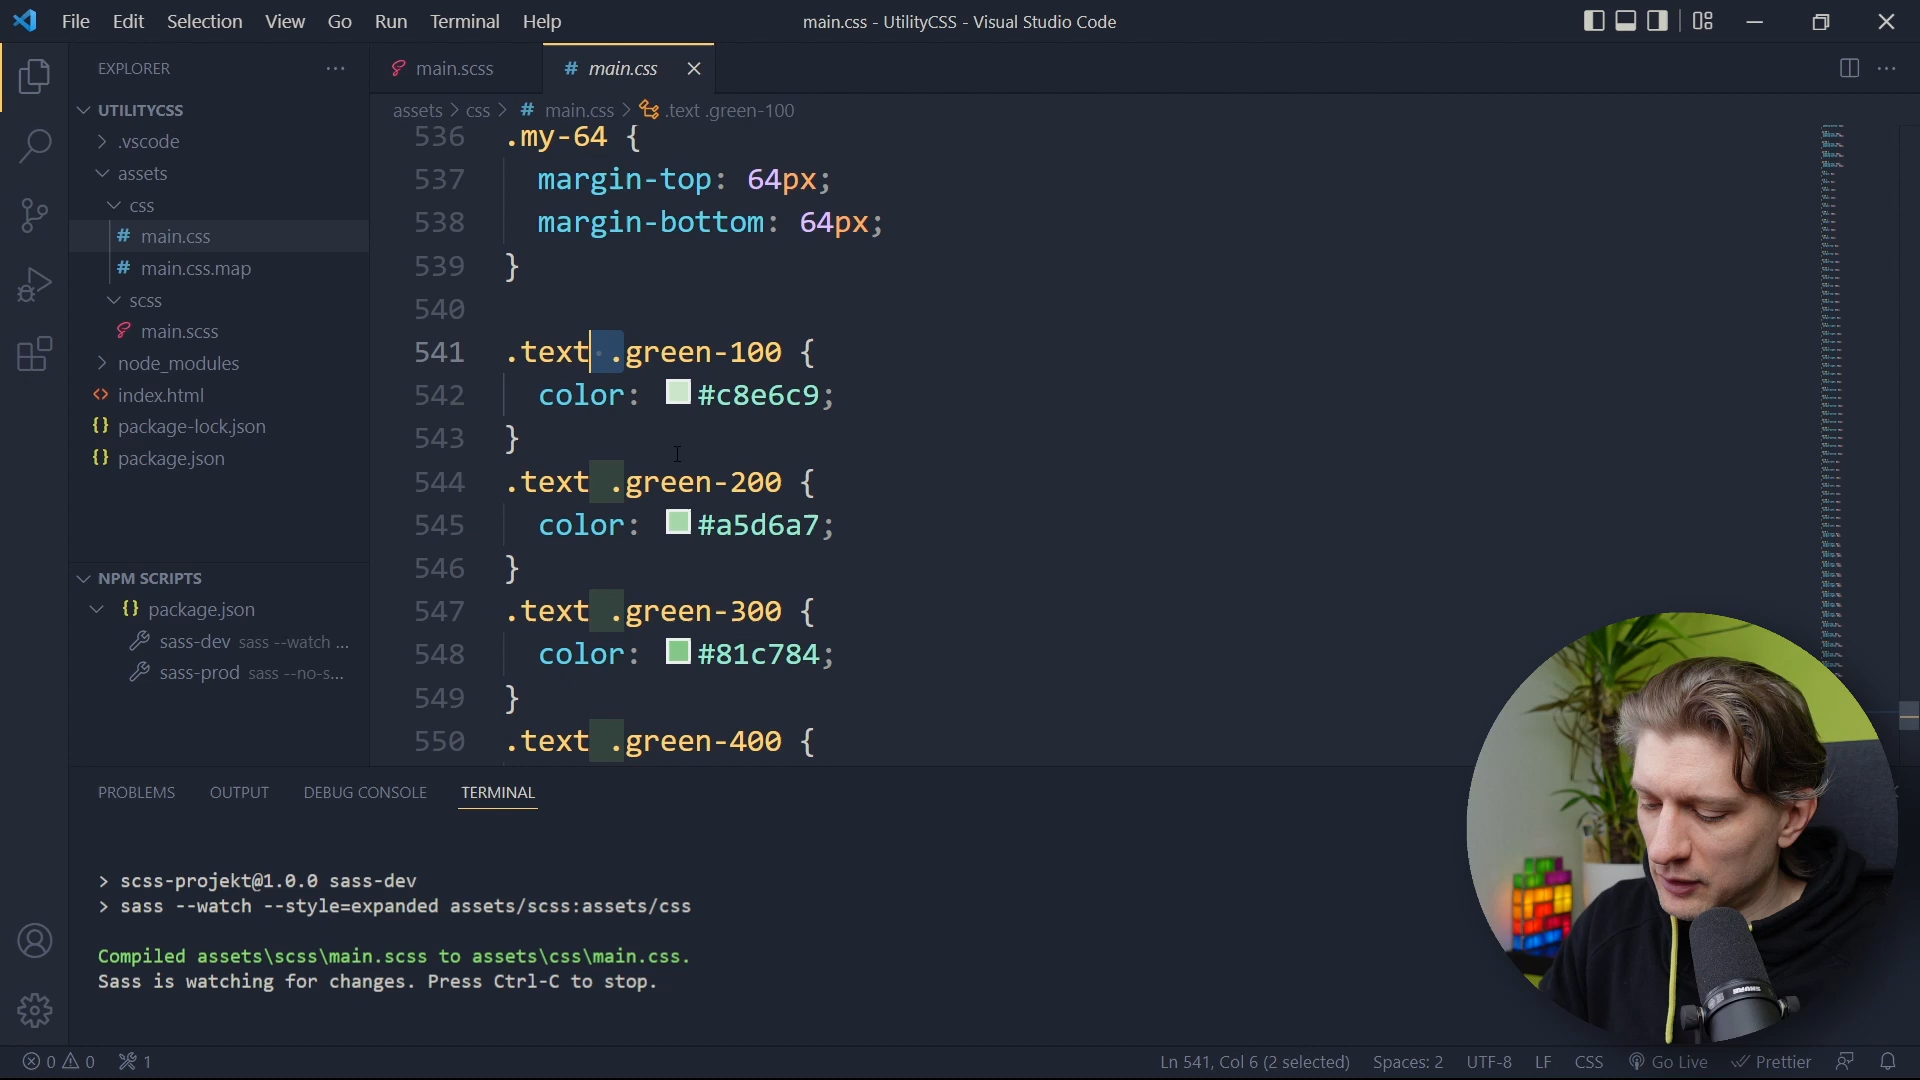 File Edit Selection View Go Run Terminal Help
main.css - UtilityCSS - Visual Studio Code
EXPLORER
main.scss
# main.css
UTILITYCSS
.vscode
assets
css
# main.css
# main.css.map
scss
main.scss
node_modules
<> index.html
{} package-lock.json
{} package.json
NPM SCRIPTS
{} package.json
sass-dev sass --watch ...
sass-prod sass --no-s...
assets > css > # main.css > .text .green-100
536 .my-64 {
537 margin-top: 64px;
538 margin-bottom: 64px;
539 }
540
541 .text .green-100 {
542 color: #c8e6c9;
543 }
544 .text .green-200 {
545 color: #a5d6a7;
546 }
547 .text .green-300 {
548 color: #81c784;
549 }
550 .text .green-400 {
PROBLEMS OUTPUT DEBUG CONSOLE TERMINAL
> scss-projekt@1.0.0 sass-dev
> sass --watch --style=expanded assets/scss:assets/css
Compiled assets\scss\main.scss to assets\css\main.css.
Sass is watching for changes. Press Ctrl-C to stop.
0 0 1
Ln 541, Col 6 (2 selected) Spaces: 2 UTF-8 LF CSS Go Live Prettier